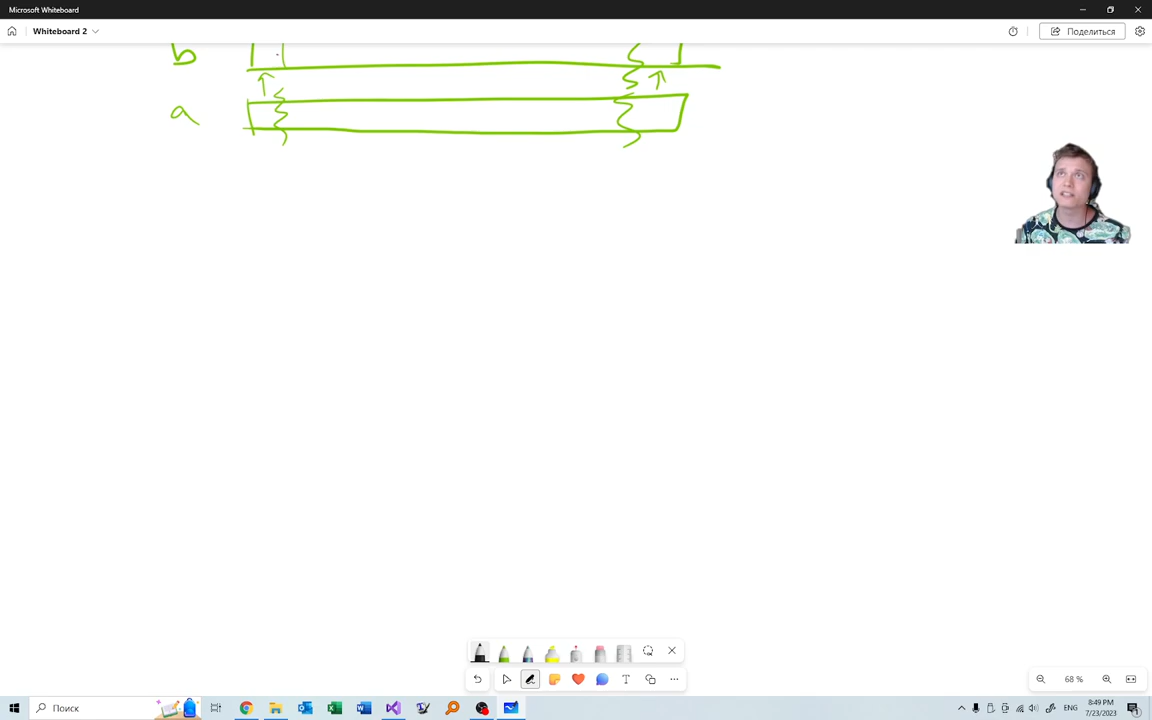 Microsoft Whiteboard
Whiteboard 2
Поделиться
b
a
68 %
Поиск
ENG
8:49 PM
7/23/2023